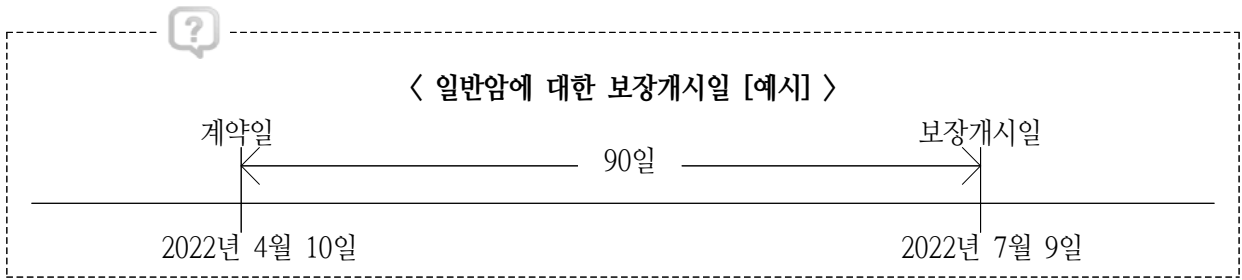 ?
〈 일반암에 대한 보장개시일 [예시] 〉
계약일 보장개시일
90일
2022년 4월 10일 2022년 7월 9일